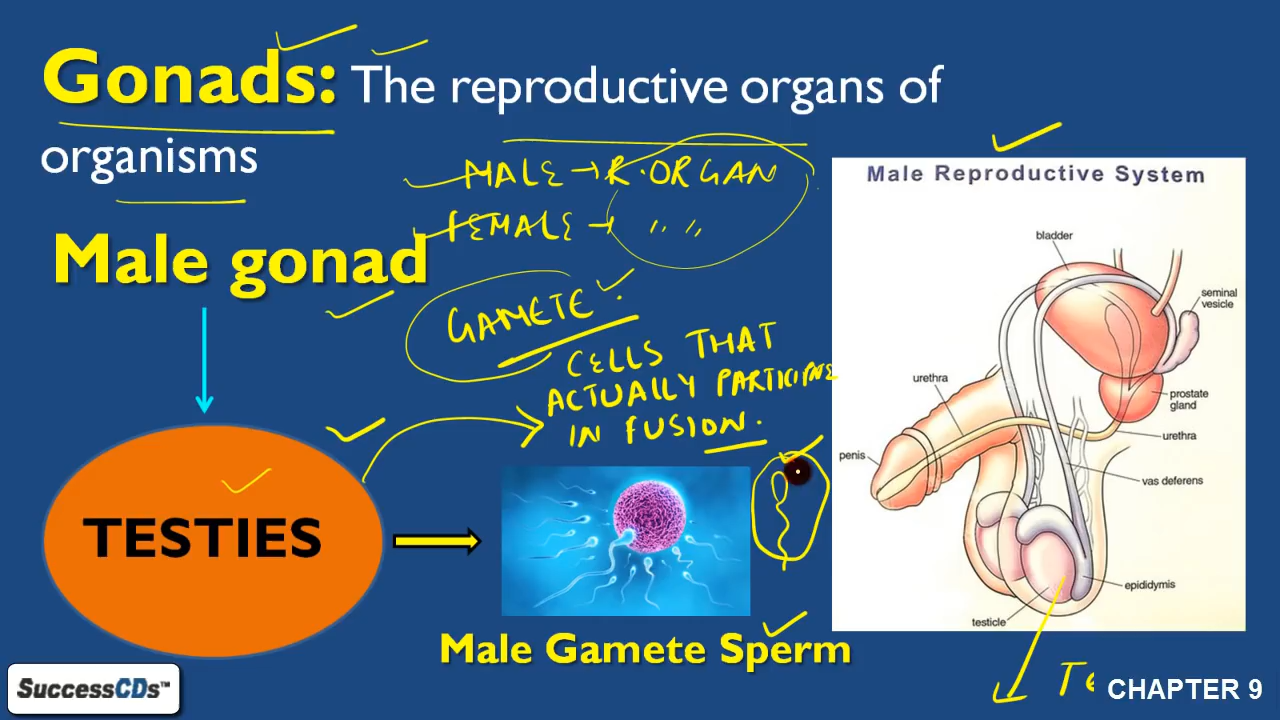 Gonads: The reproductive organs of
organisms
MALE → R. ORGAN
FEMALE → " "
Male gonad
GAMETE :
CELLS THAT
ACTUALLY PARTICIPATE
IN FUSION.
TESTIES
Male Gamete Sperm
Male Reproductive System
bladder
seminal
vesicle
urethra
prostate
gland
urethra
penis
vas deferens
epididymis
testicle
Te
SuccessCDs™
CHAPTER 9